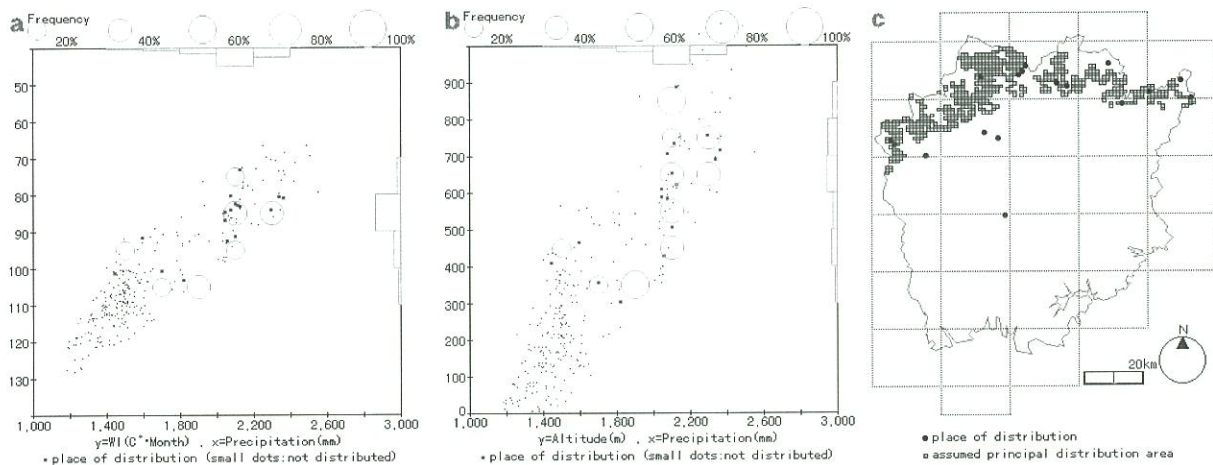 a Frequency
20% 40% 60% 80% 100%
50
60
70
80
90
100
110
120
130
1,000 1,400 1,800 2,200 2,600 3,000
y=WI(C°·Month) , x=Precipitation(mm)
• place of distribution (small dots:not distributed)
b Frequency
20% 40% 60% 80% 100%
900
800
700
600
500
400
300
200
100
0
1,000 1,400 1,800 2,200 2,600 3,000
y=Altitude(m) , x=Precipitation(mm)
• place of distribution (small dots:not distributed)
c
N
20km
● place of distribution
⊞ assumed principal distribution area